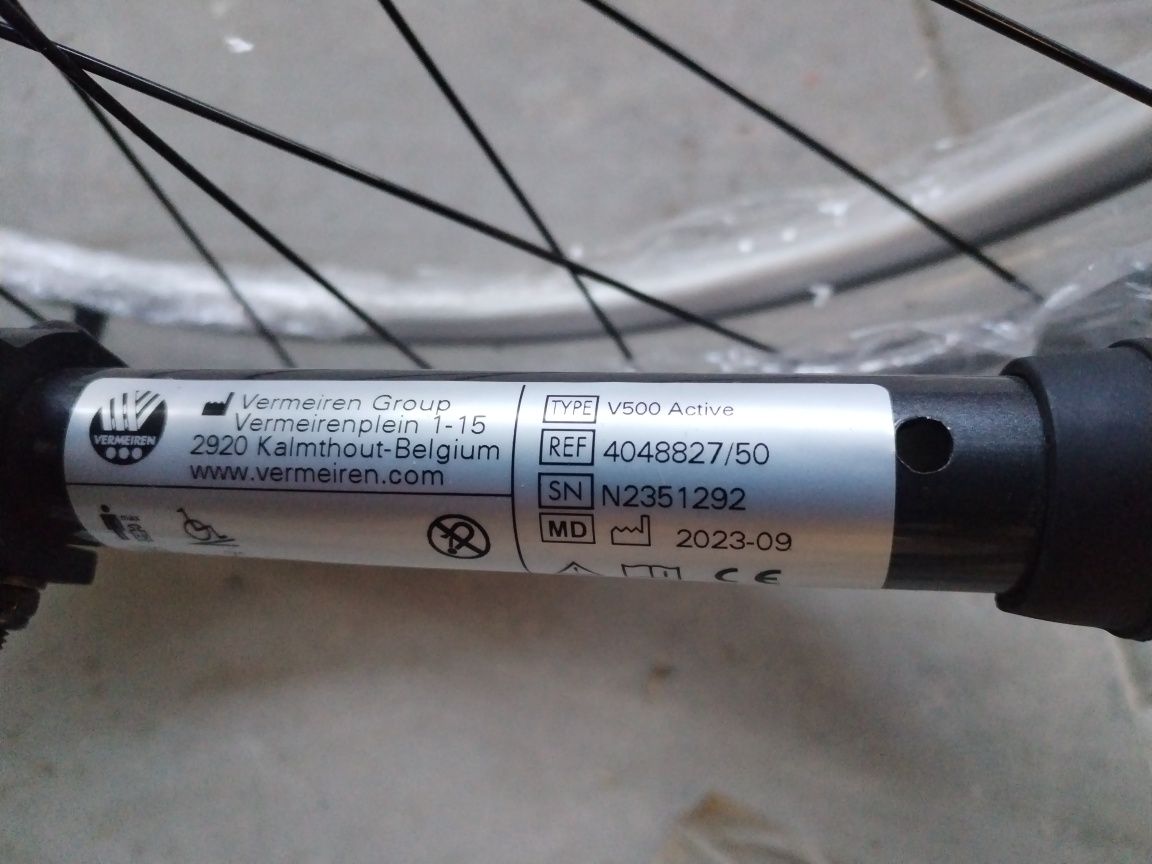 VERMEIREN
Vermeiren Group
Vermeirenplein 1-15
2920 Kalmthout-Belgium
www.vermeiren.com
max
TYPE V500 Active
REF 4048827/50
SN N2351292
MD 2023-09
CE